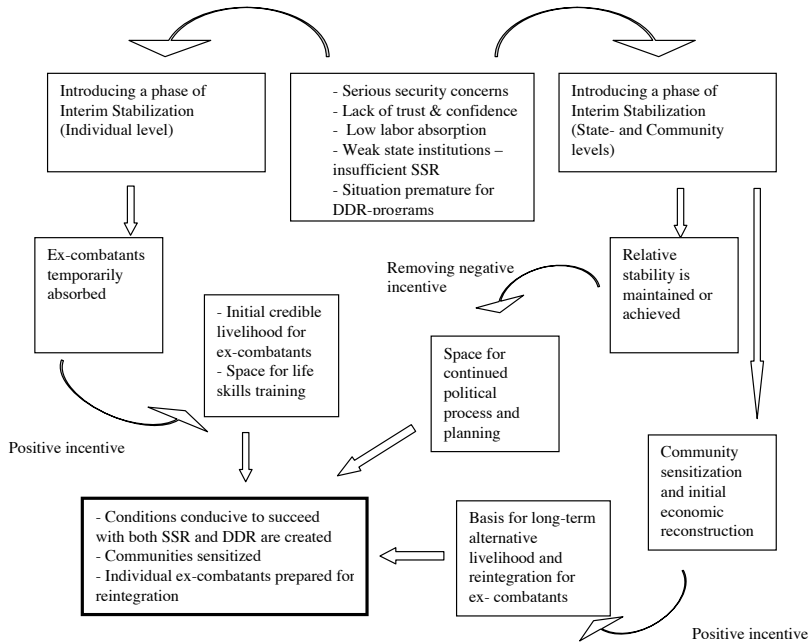 Introducing a phase of
Interim Stabilization
(Individual level)
- Serious security concerns
- Lack of trust & confidence
- Low labor absorption
- Weak state institutions –
insufficient SSR
- Situation premature for
DDR-programs
Introducing a phase of
Interim Stabilization
(State- and Community
levels)
Ex-combatants
temporarily
absorbed
- Initial credible
livelihood for
ex-combatants
- Space for life
skills training
Removing negative
incentive
Relative
stability is
maintained or
achieved
Space for
continued
political
process and
planning
Positive incentive
Community
sensitization
and initial
economic
reconstruction
- Conditions conducive to succeed
with both SSR and DDR are created
- Communities sensitized
- Individual ex-combatants prepared for
reintegration
Basis for long-term
alternative
livelihood and
reintegration for
ex- combatants
Positive incentive